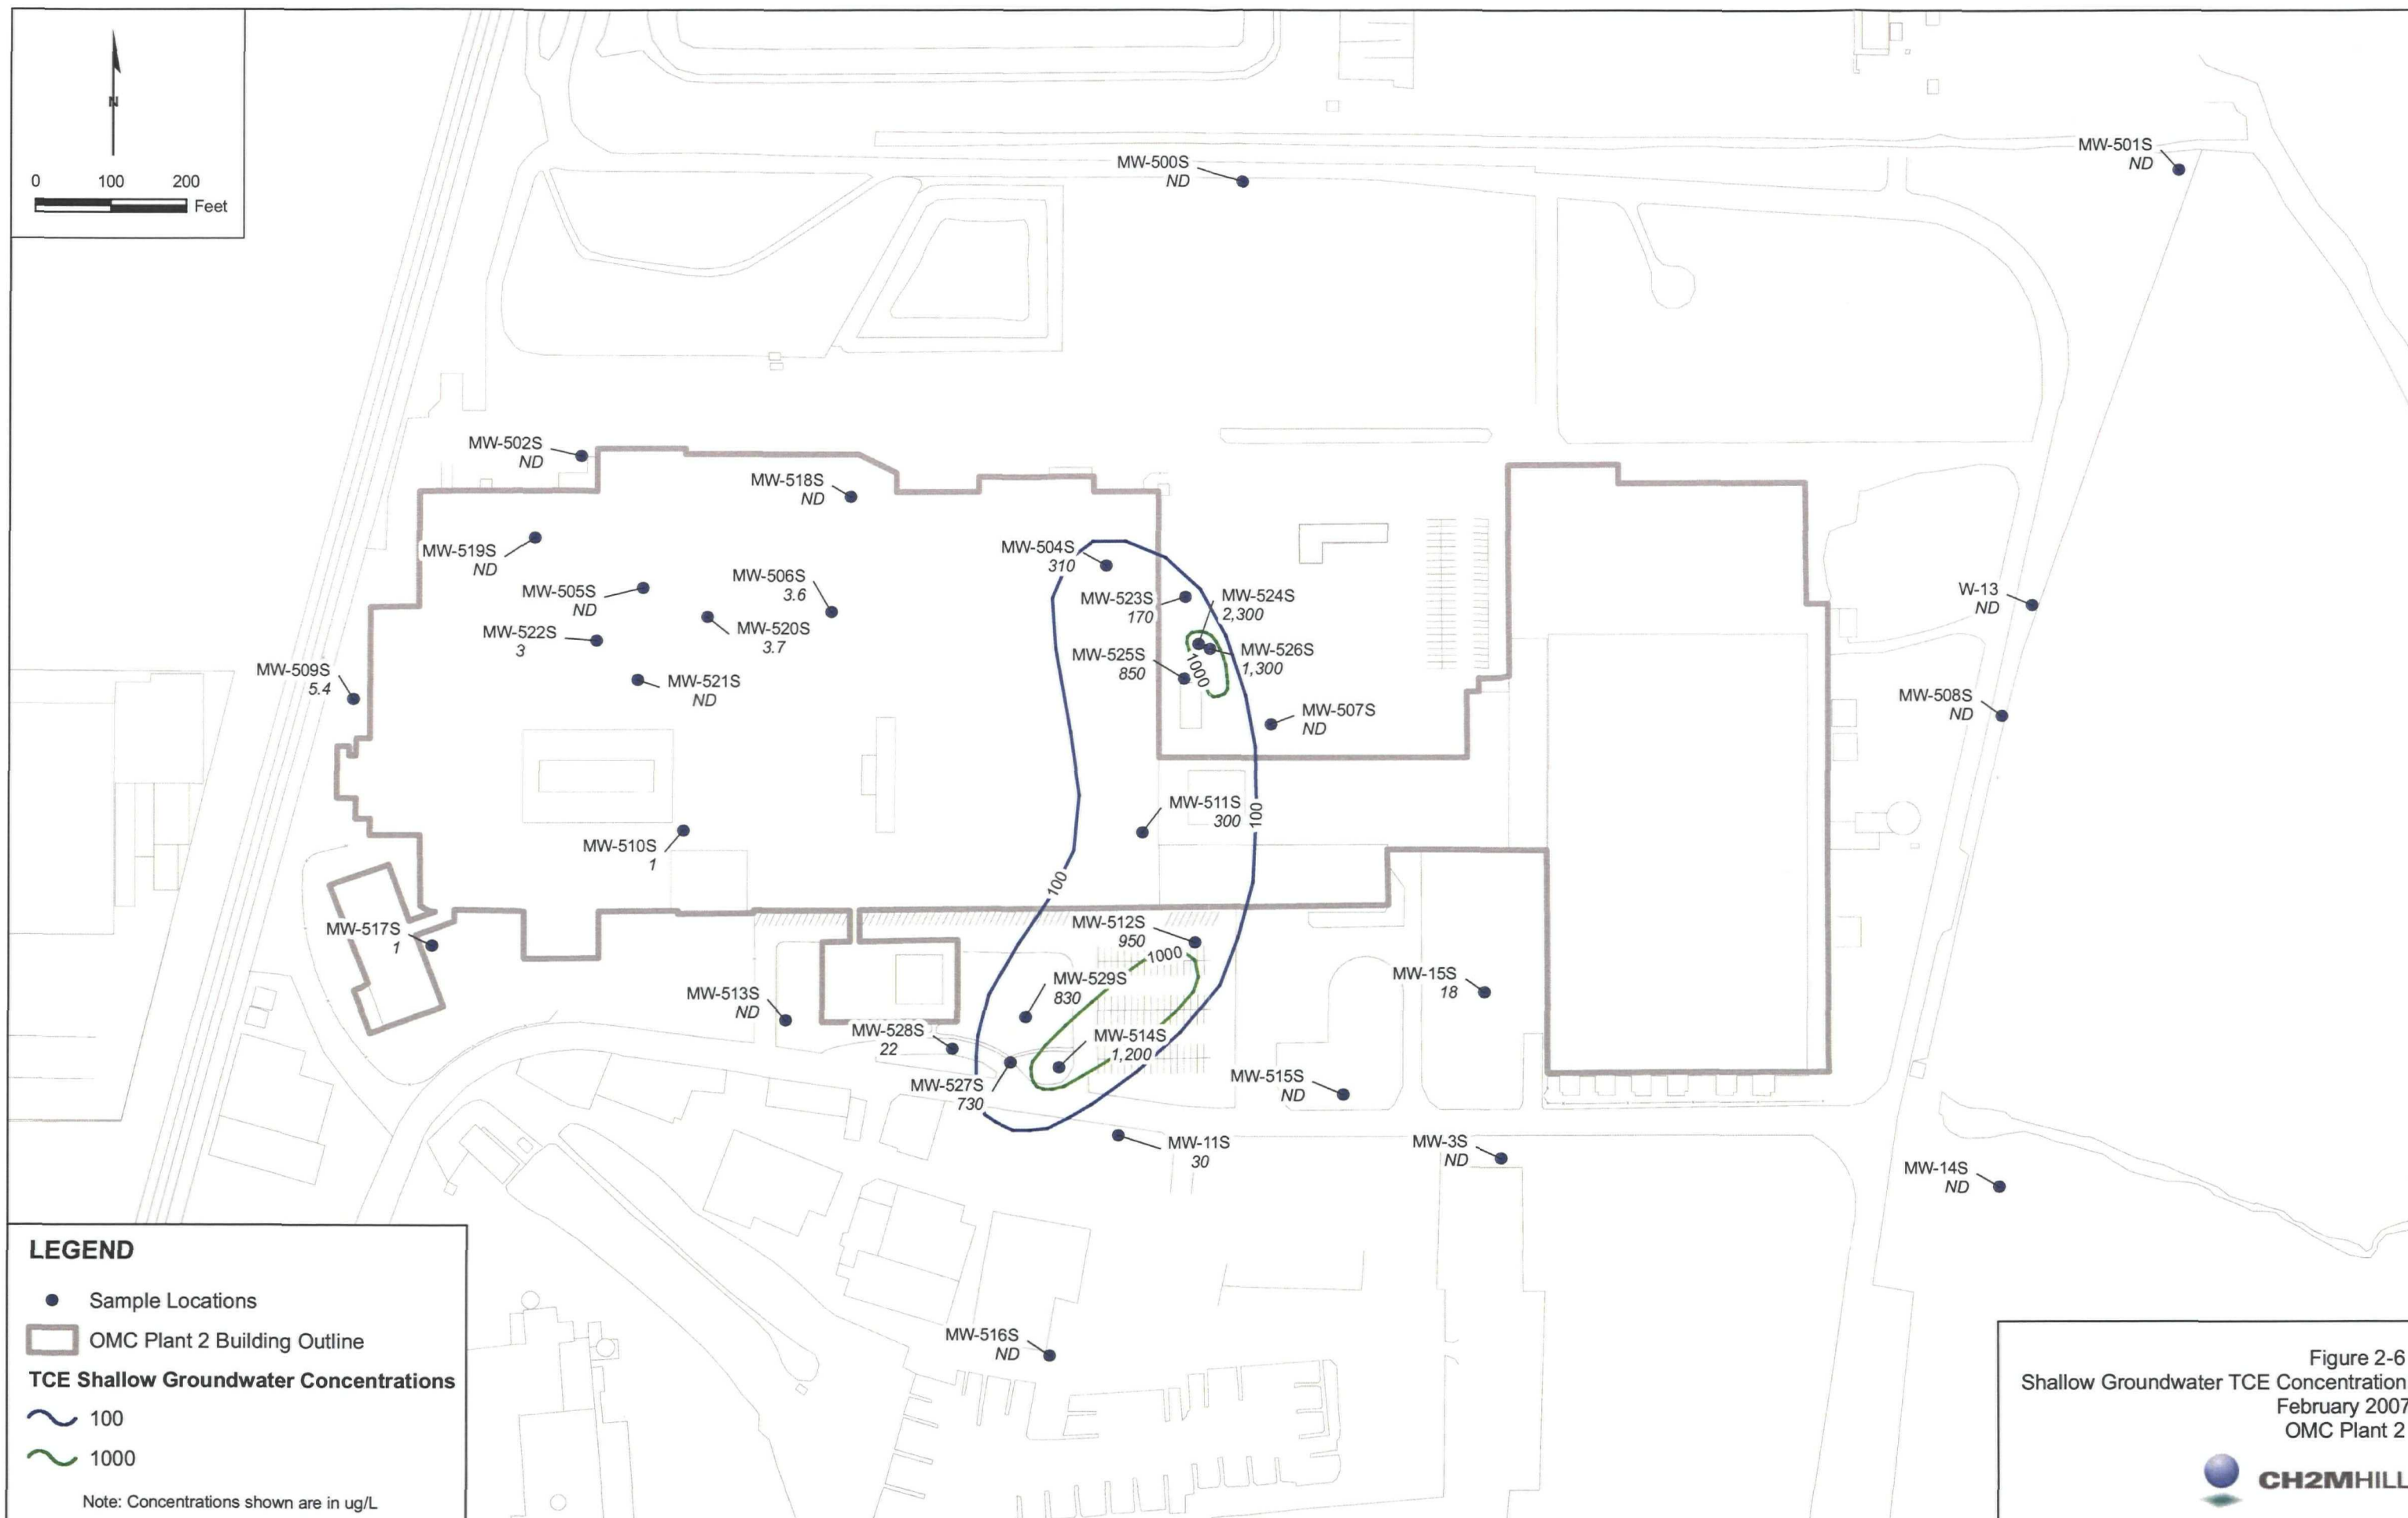 N
0 100 200
Feet
MW-500S
ND
MW-501S
ND
MW-502S
ND
MW-518S
ND
MW-519S
ND
MW-504S
310
MW-505S
ND
MW-506S
3.6
MW-523S
170
MW-524S
2,300
W-13
ND
MW-522S
3
MW-520S
3.7
MW-525S
850
MW-526S
1,300
1000
MW-509S
5.4
MW-521S
ND
MW-507S
ND
MW-508S
ND
MW-511S
300
100
MW-510S
1
100
MW-517S
1
MW-512S
950
1000
MW-513S
ND
MW-529S
830
MW-15S
18
MW-528S
22
MW-514S
1,200
MW-527S
730
MW-515S
ND
MW-11S
30
MW-3S
ND
MW-14S
ND
MW-516S
ND
LEGEND
Sample Locations
OMC Plant 2 Building Outline
TCE Shallow Groundwater Concentrations
100
1000
Note: Concentrations shown are in ug/L
Figure 2-6
Shallow Groundwater TCE Concentration
February 2007
OMC Plant 2
CH2MHILL